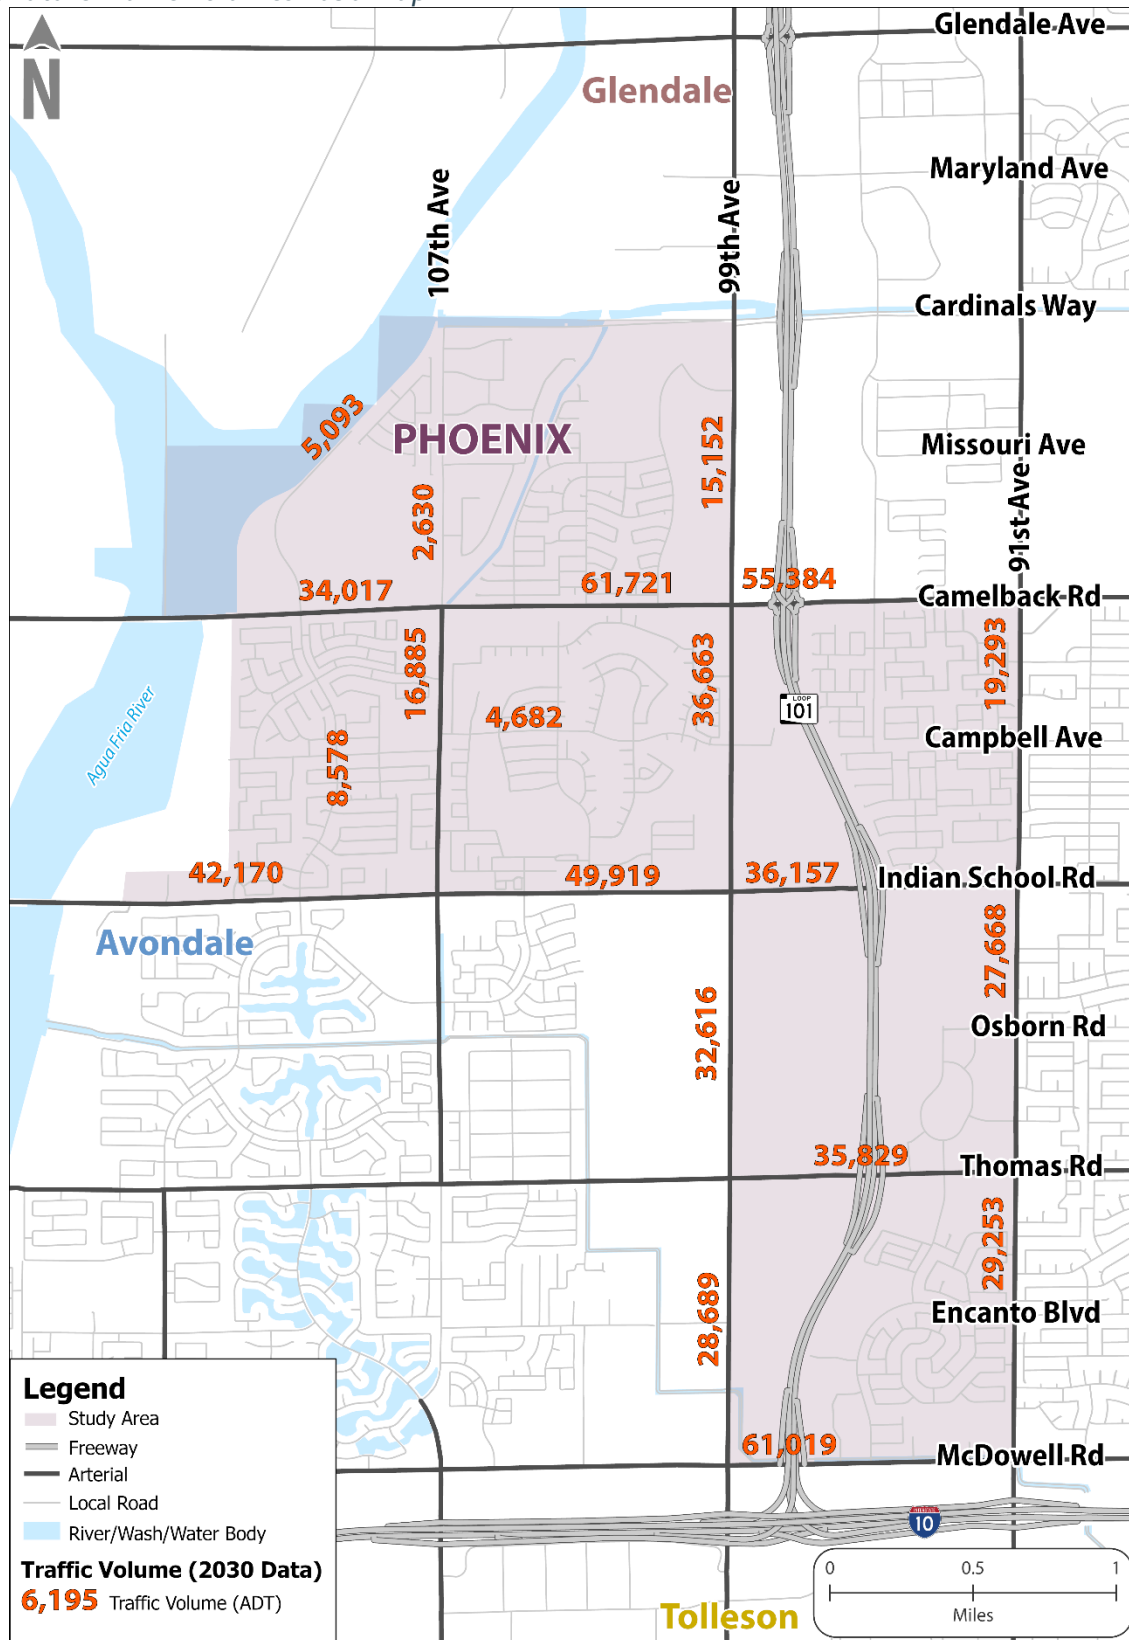 Glendale Ave
N
Glendale
Maryland Ave
107th Ave
99th Ave
Cardinals Way
5,093
PHOENIX
15,152
Missouri Ave
2,630
91st Ave
34,017
61,721
55,384
Camelback Rd
16,885
36,663
19,293
LOOP
101
4,682
Agua Fria River
Campbell Ave
8,578
42,170
49,919
36,157
Indian School Rd
Avondale
27,668
32,616
Osborn Rd
35,829
Thomas Rd
29,253
28,689
Encanto Blvd
Legend
Study Area
Freeway
Arterial
Local Road
River/Wash/Water Body
Traffic Volume (2030 Data)
6,195 Traffic Volume (ADT)
61,019
McDowell Rd
10
0 0.5 1
Miles
Tolleson